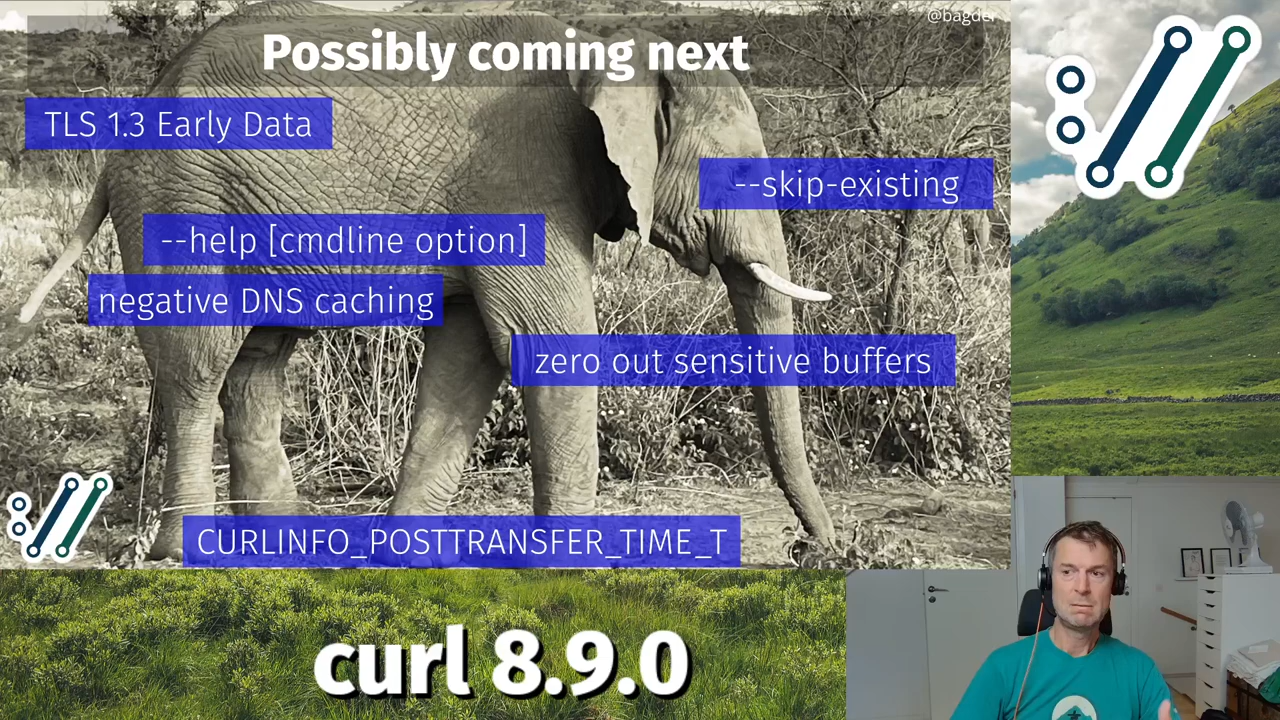 @bagder
Possibly coming next
TLS 1.3 Early Data
--skip-existing
--help [cmdline option]
negative DNS caching
zero out sensitive buffers
CURLINFO_POSTTRANSFER_TIME_T
curl 8.9.0